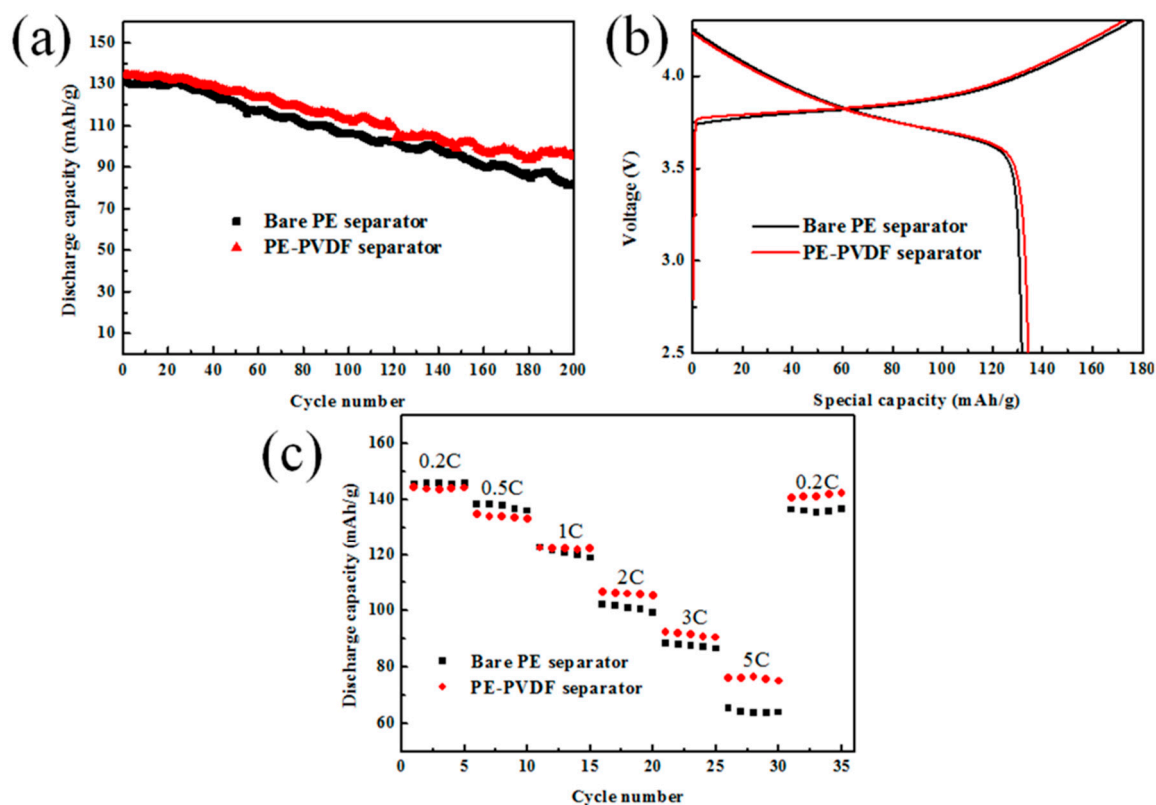 (a)
150
130
110
90
70
50
30
10
Discharge capacity (mAh/g)
Bare PE separator
PE-PVDF separator
0 20 40 60 80 100 120 140 160 180 200
Cycle number
(b)
4.0
3.5
3.0
2.5
Voltage (V)
Bare PE separator
PE-PVDF separator
0 20 40 60 80 100 120 140 160 180
Special capacity (mAh/g)
(c)
160
140
120
100
80
60
Discharge capacity (mAh/g)
0.2C
0.5C
1C
2C
3C
5C
0.2C
Bare PE separator
PE-PVDF separator
0 5 10 15 20 25 30 35
Cycle number